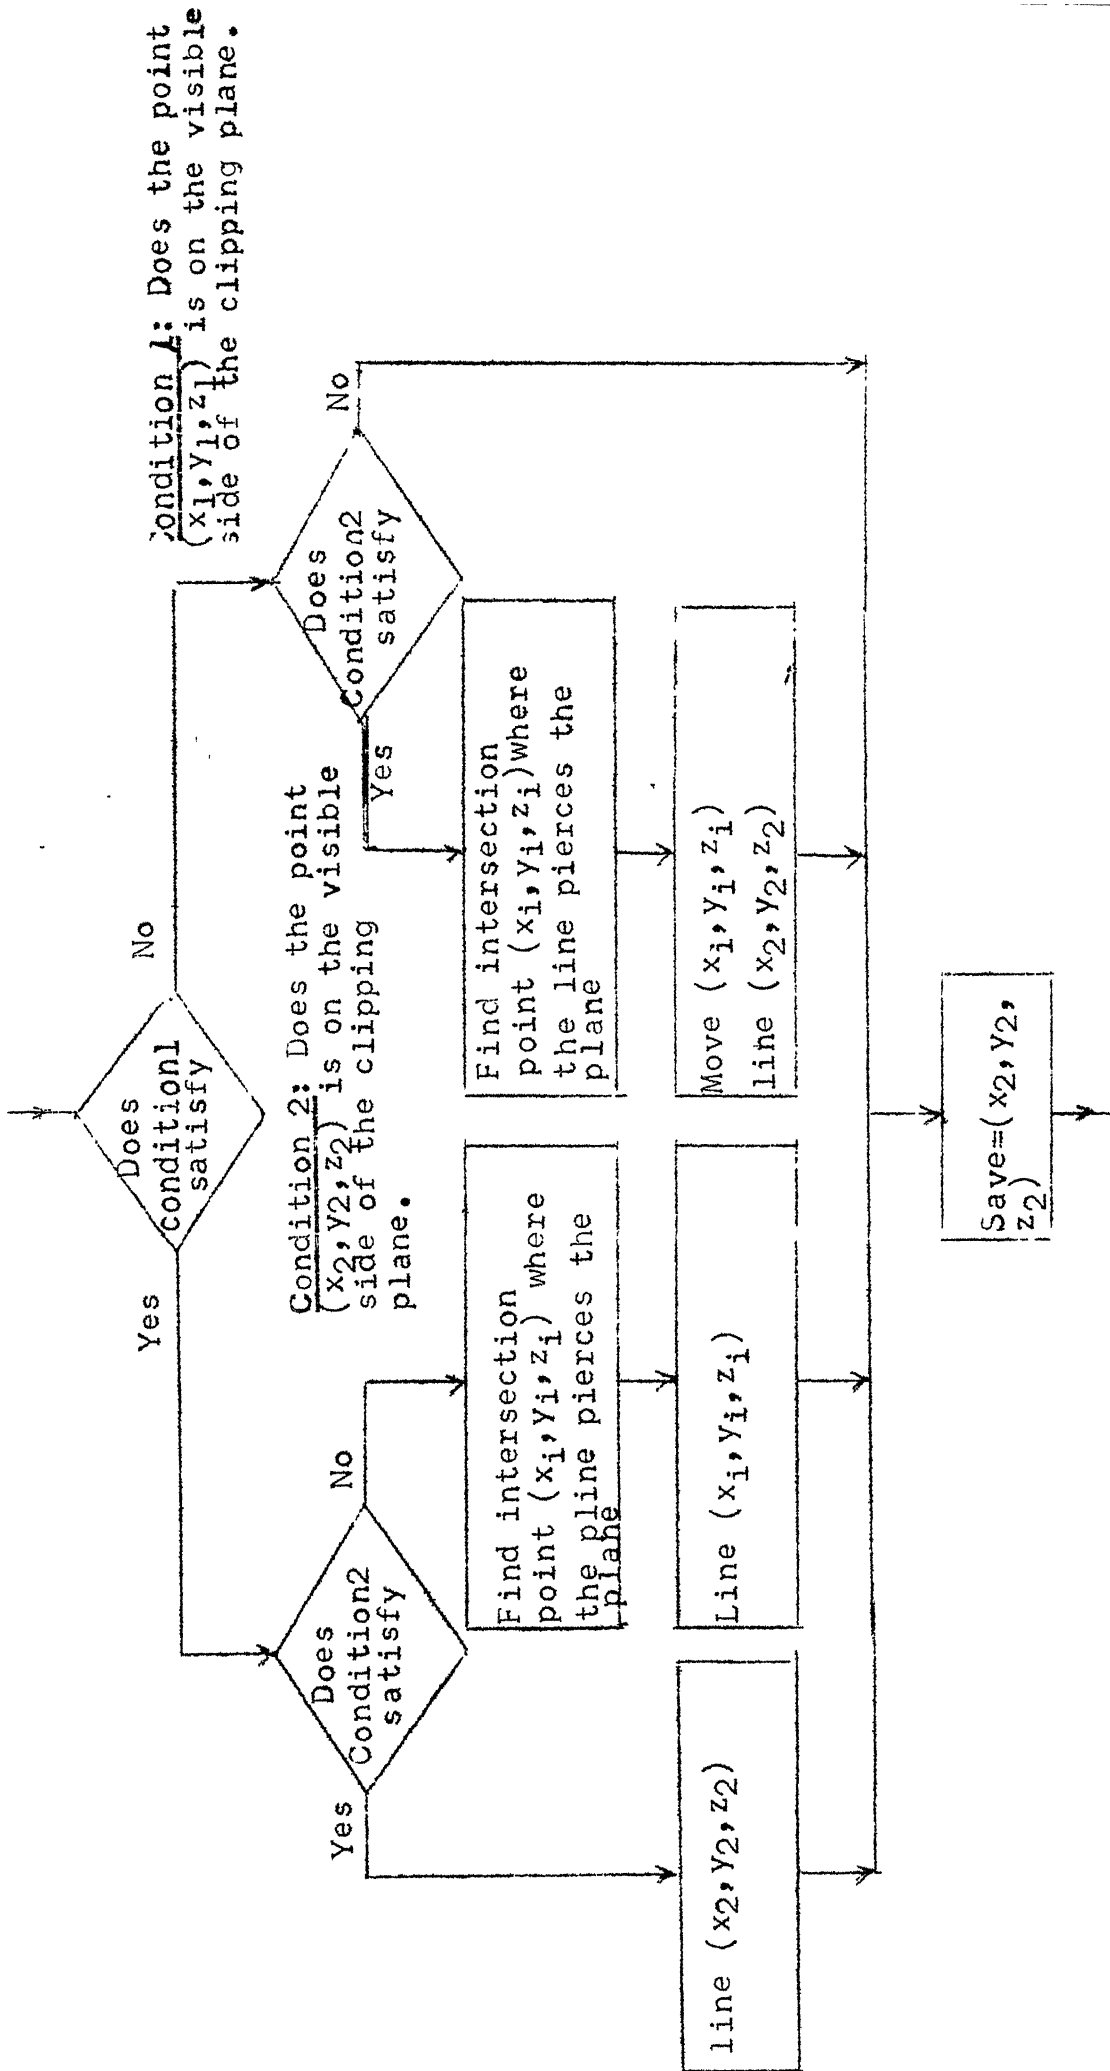 Condition 1: Does the point
(x1,y1,z1) is on the visible
side of the clipping plane.
Does
condition1
satisfy
Yes
No
Condition 2: Does the point
(x2,y2,z2) is on the visible
side of the clipping
plane.
Does
Condition2
satisfy
Yes
No
Does
Condition2
satisfy
Yes
No
Find intersection
point (xi,yi,zi) where
the pline pierces the
plane
Find intersection
point (xi,yi,zi)where
the line pierces the
plane
line (x2,y2,z2)
Line (xi,yi,zi)
Move (xi,yi,zi)
line (x2,y2,z2)
Save=(x2,y2,
z2)